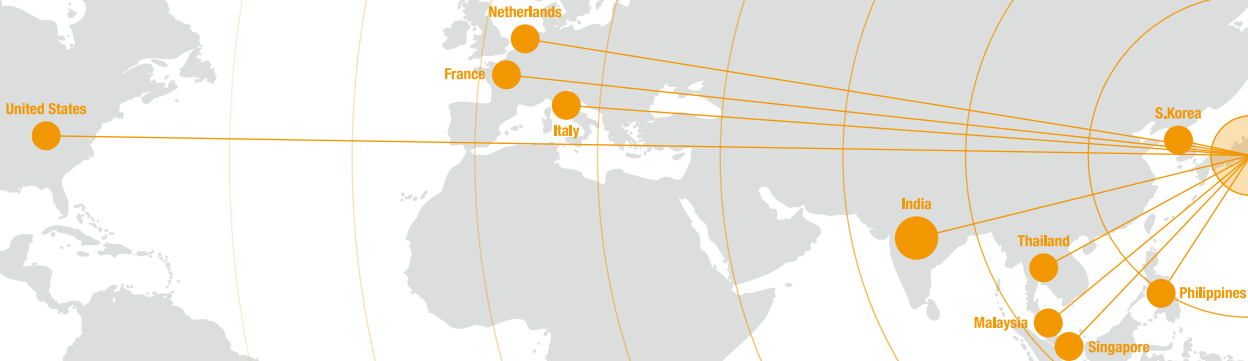 Netherlands
France
United States
S.Korea
Italy
India
Thailand
Philippines
Malaysia
Singapore